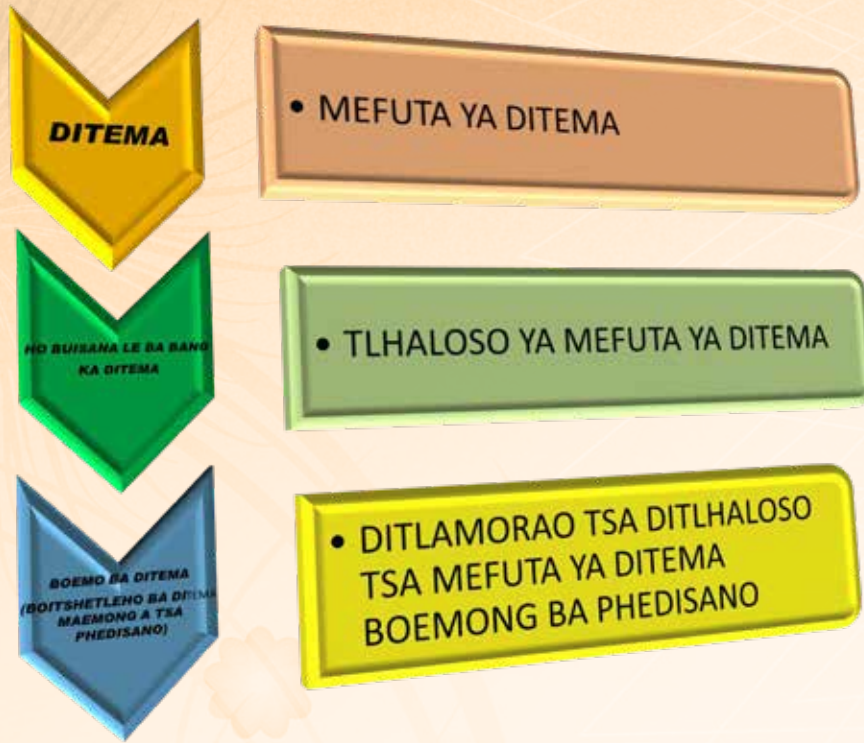 DITEMA
• MEFUTA YA DITEMA
HO BUISANA LE BA BANG
KA DITEMA
• TLHALOSO YA MEFUTA YA DITEMA
BOEMO BA DITEMA
(BOITSHETLEHO BA DITEMA
MAEMONG A TSA
PHEDISANO)
• DITLAMORAO TSA DITLHALOSO
TSA MEFUTA YA DITEMA
BOEMONG BA PHEDISANO